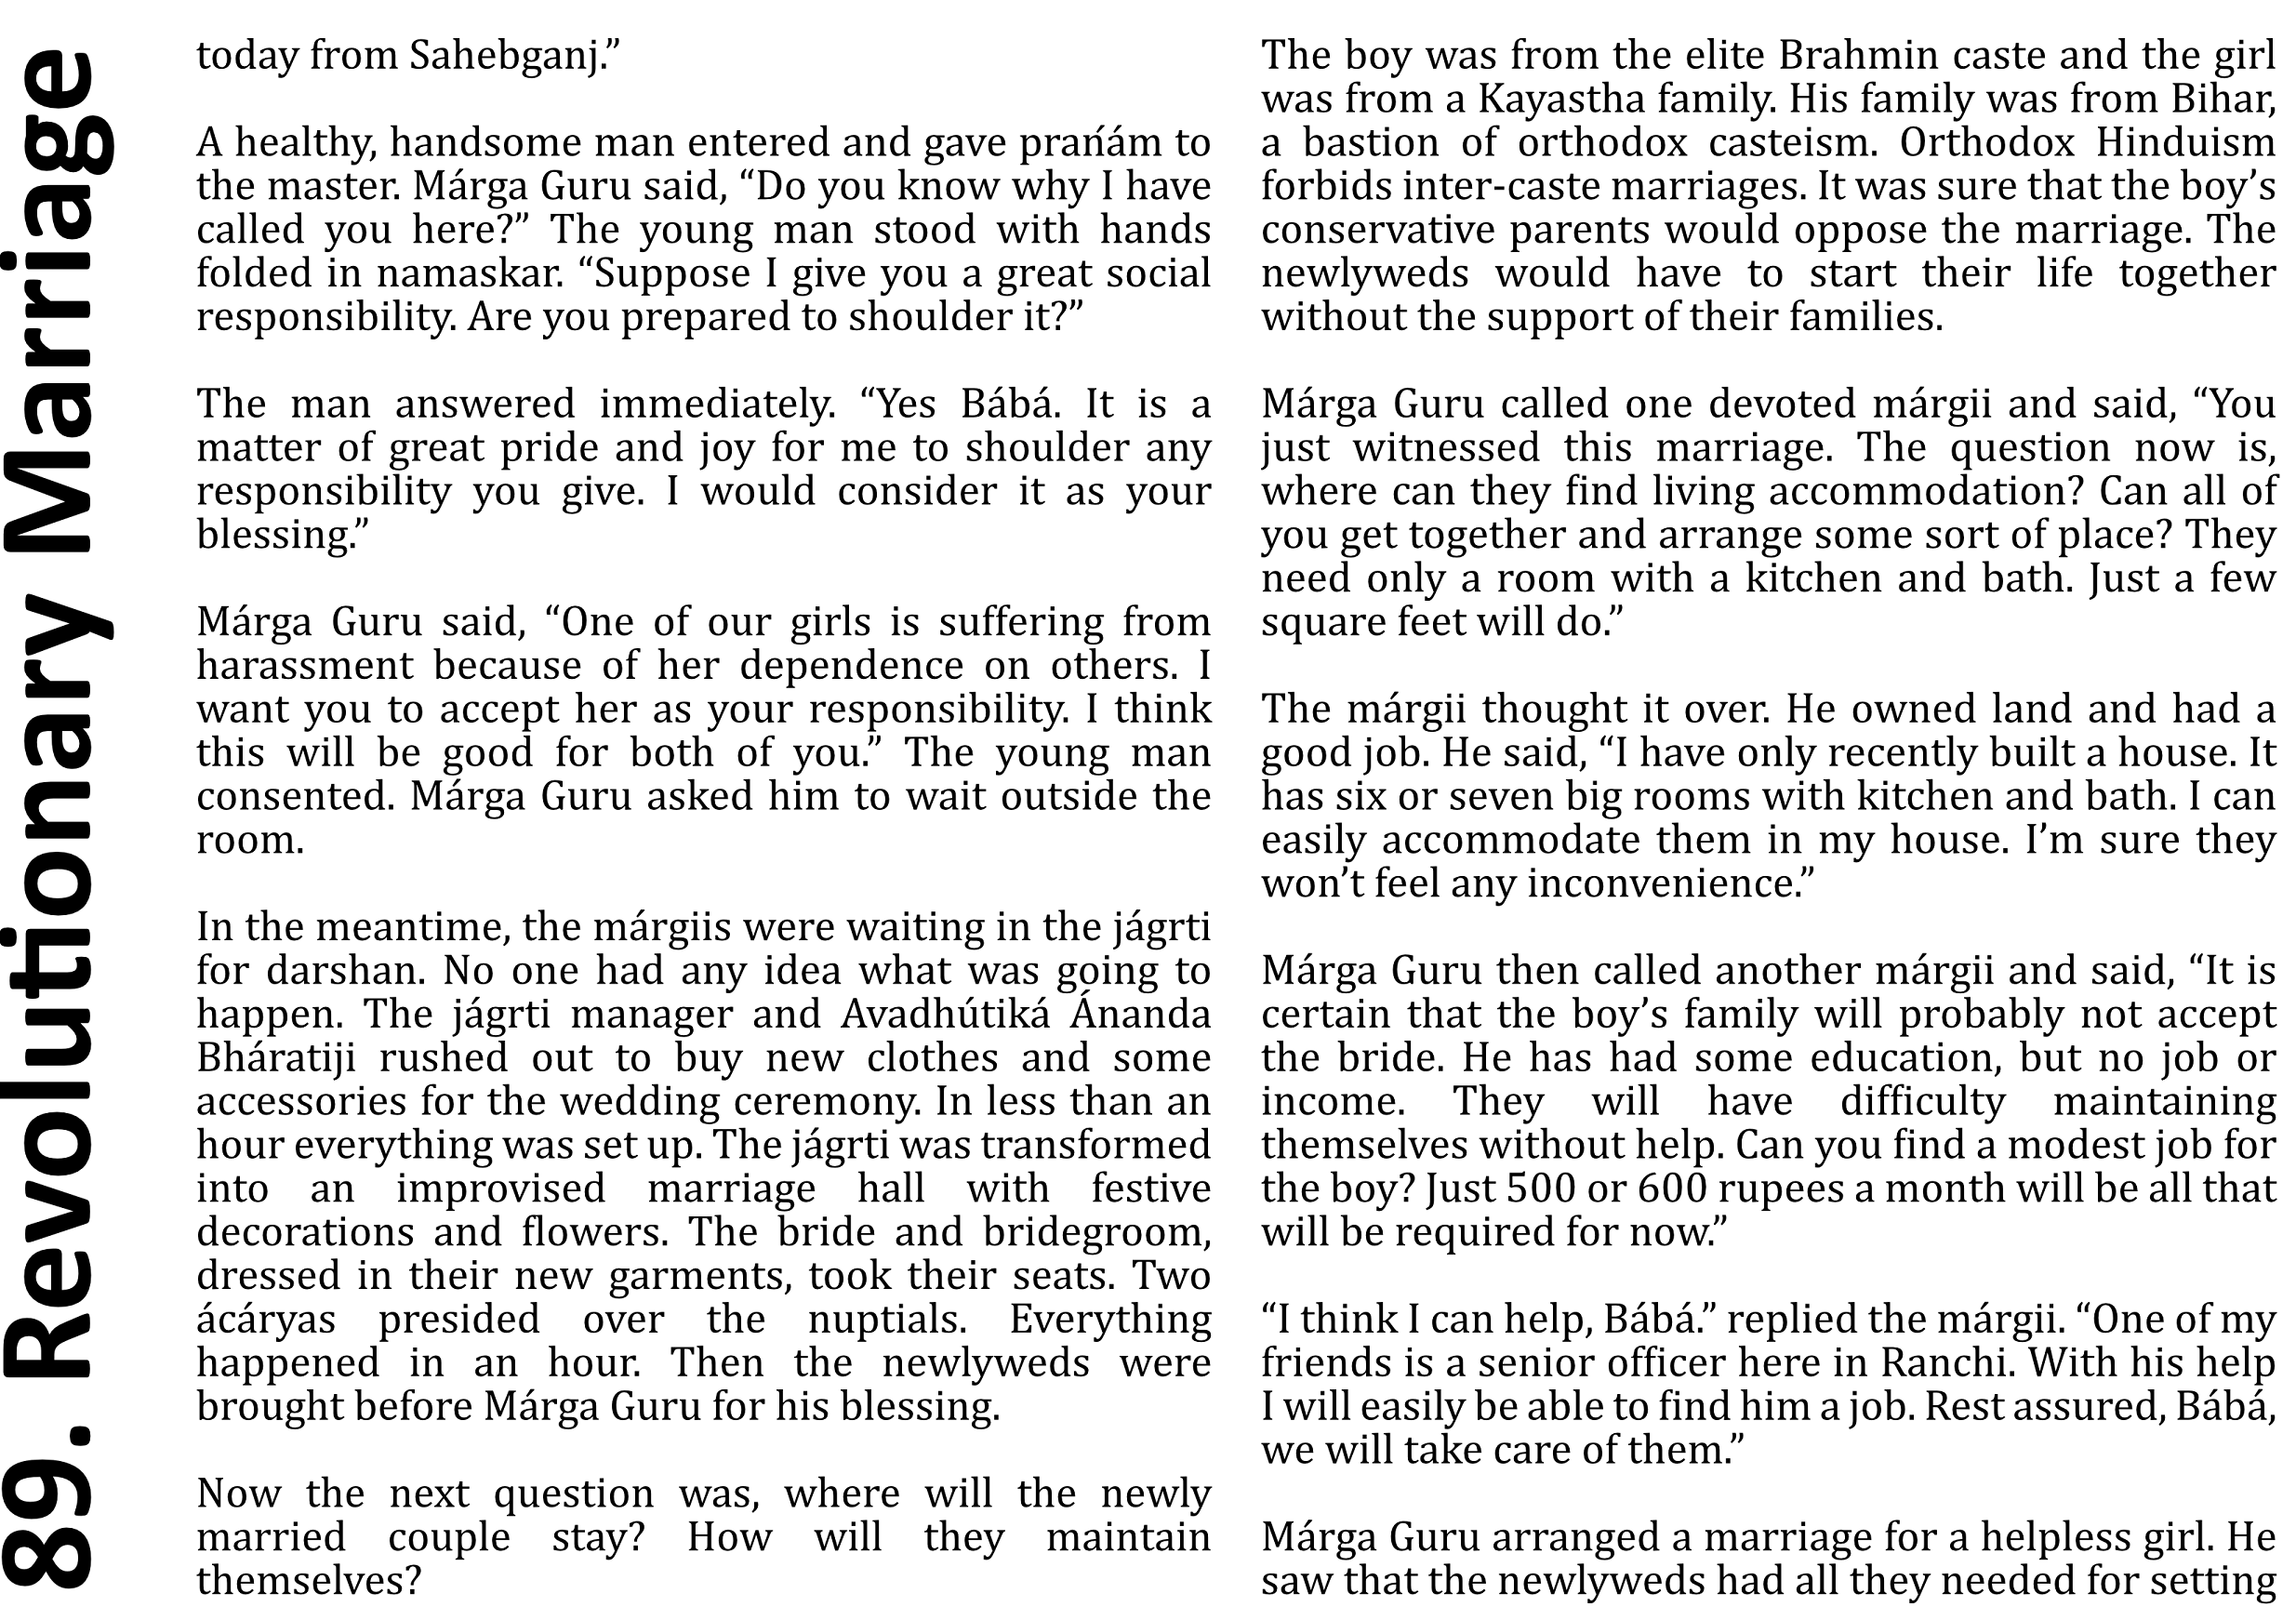 89. Revolutionary Marriage
today from Sahebganj.”
A healthy, handsome man entered and gave prańám to
the master. Márga Guru said, “Do you know why I have
called you here?” The young man stood with hands
folded in namaskar. “Suppose I give you a great social
responsibility. Are you prepared to shoulder it?”
The man answered immediately. “Yes Bábá. It is a
matter of great pride and joy for me to shoulder any
responsibility you give. I would consider it as your
blessing.”
Márga Guru said, “One of our girls is suffering from
harassment because of her dependence on others. I
want you to accept her as your responsibility. I think
this will be good for both of you.” The young man
consented. Márga Guru asked him to wait outside the
room.
In the meantime, the márgiis were waiting in the jágrti
for darshan. No one had any idea what was going to
happen. The jágrti manager and Avadhútiká Ánanda
Bháratiji rushed out to buy new clothes and some
accessories for the wedding ceremony. In less than an
hour everything was set up. The jágrti was transformed
into an improvised marriage hall with festive
decorations and flowers. The bride and bridegroom,
dressed in their new garments, took their seats. Two
ácáryas presided over the nuptials. Everything
happened in an hour. Then the newlyweds were
brought before Márga Guru for his blessing.
Now the next question was, where will the newly
married couple stay? How will they maintain
themselves?
The boy was from the elite Brahmin caste and the girl
was from a Kayastha family. His family was from Bihar,
a bastion of orthodox casteism. Orthodox Hinduism
forbids inter-caste marriages. It was sure that the boy’s
conservative parents would oppose the marriage. The
newlyweds would have to start their life together
without the support of their families.
Márga Guru called one devoted márgii and said, “You
just witnessed this marriage. The question now is,
where can they find living accommodation? Can all of
you get together and arrange some sort of place? They
need only a room with a kitchen and bath. Just a few
square feet will do.”
The márgii thought it over. He owned land and had a
good job. He said, “I have only recently built a house. It
has six or seven big rooms with kitchen and bath. I can
easily accommodate them in my house. I’m sure they
won’t feel any inconvenience.”
Márga Guru then called another márgii and said, “It is
certain that the boy’s family will probably not accept
the bride. He has had some education, but no job or
income. They will have difficulty maintaining
themselves without help. Can you find a modest job for
the boy? Just 500 or 600 rupees a month will be all that
will be required for now.”
“I think I can help, Bábá.” replied the márgii. “One of my
friends is a senior officer here in Ranchi. With his help
I will easily be able to find him a job. Rest assured, Bábá,
we will take care of them.”
Márga Guru arranged a marriage for a helpless girl. He
saw that the newlyweds had all they needed for setting